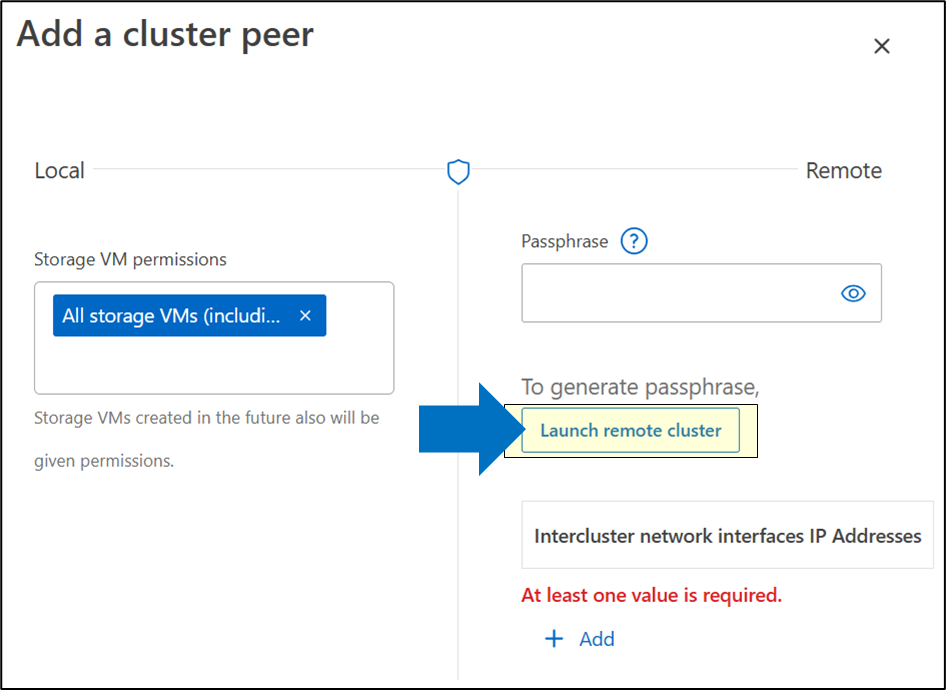 Add a cluster peer
Local
Remote
Storage VM permissions
All storage VMs (includi...
Storage VMs created in the future also will be
given permissions.
Passphrase ?
To generate passphrase,
Launch remote cluster
Intercluster network interfaces IP Addresses
At least one value is required.
+ Add